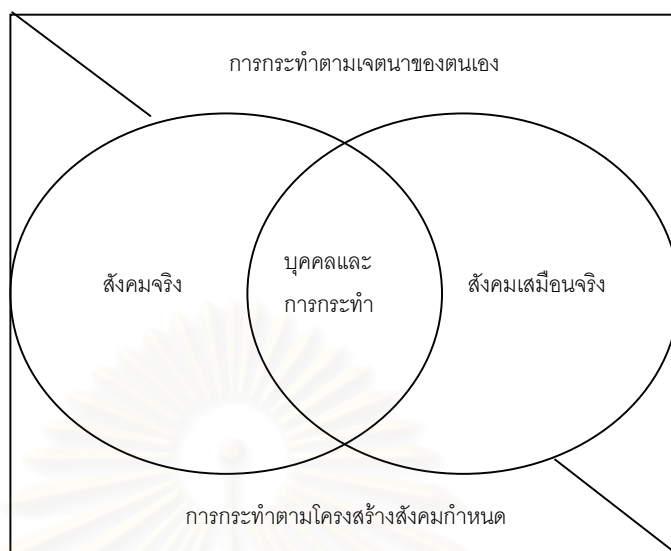 การกระทำตามเจตนาของตนเอง
สังคมจริง
บุคคลและ
การกระทำ
สังคมเสมือนจริง
การกระทำตามโครงสร้างสังคมกำหนด